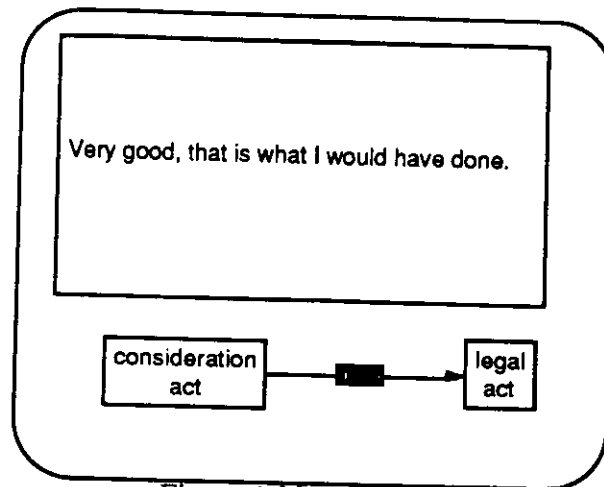 Very good, that is what I would have done.
consideration
act
legal
act